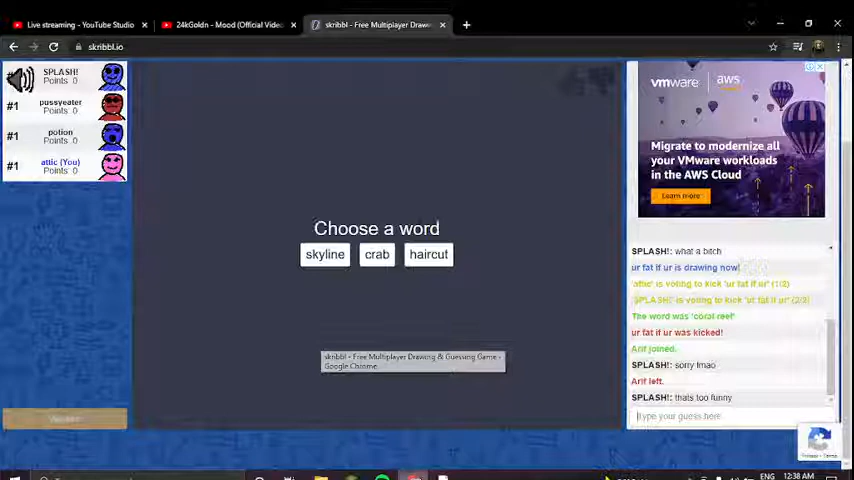 Live streaming - YouTube Studio
24kGoldn - Mood (Official Video
skribbl - Free Multiplayer Draw
skribbl.io
SPLASH!
Points: 0
#1 pussyeater
Points: 0
#1 potion
Points: 0
#1 attic (You)
Points: 0
Choose a word
skyline crab haircut
skribbl - Free Multiplayer Drawing & Guessing Game -
Google Chrome
vmware aws
Migrate to modernize all
your VMware workloads
in the AWS Cloud
Learn more
SPLASH!: what a bitch
ur fat if ur is drawing now!
'attic' is voting to kick 'ur fat if ur' (1/2)
'SPLASH!' is voting to kick 'ur fat if ur' (2/2)
The word was 'coral reef'
ur fat if ur was kicked!
Arif joined.
SPLASH!: sorry lmao
Arif left.
SPLASH!: thats too funny
Type your guess here
ENG 12:38 AM